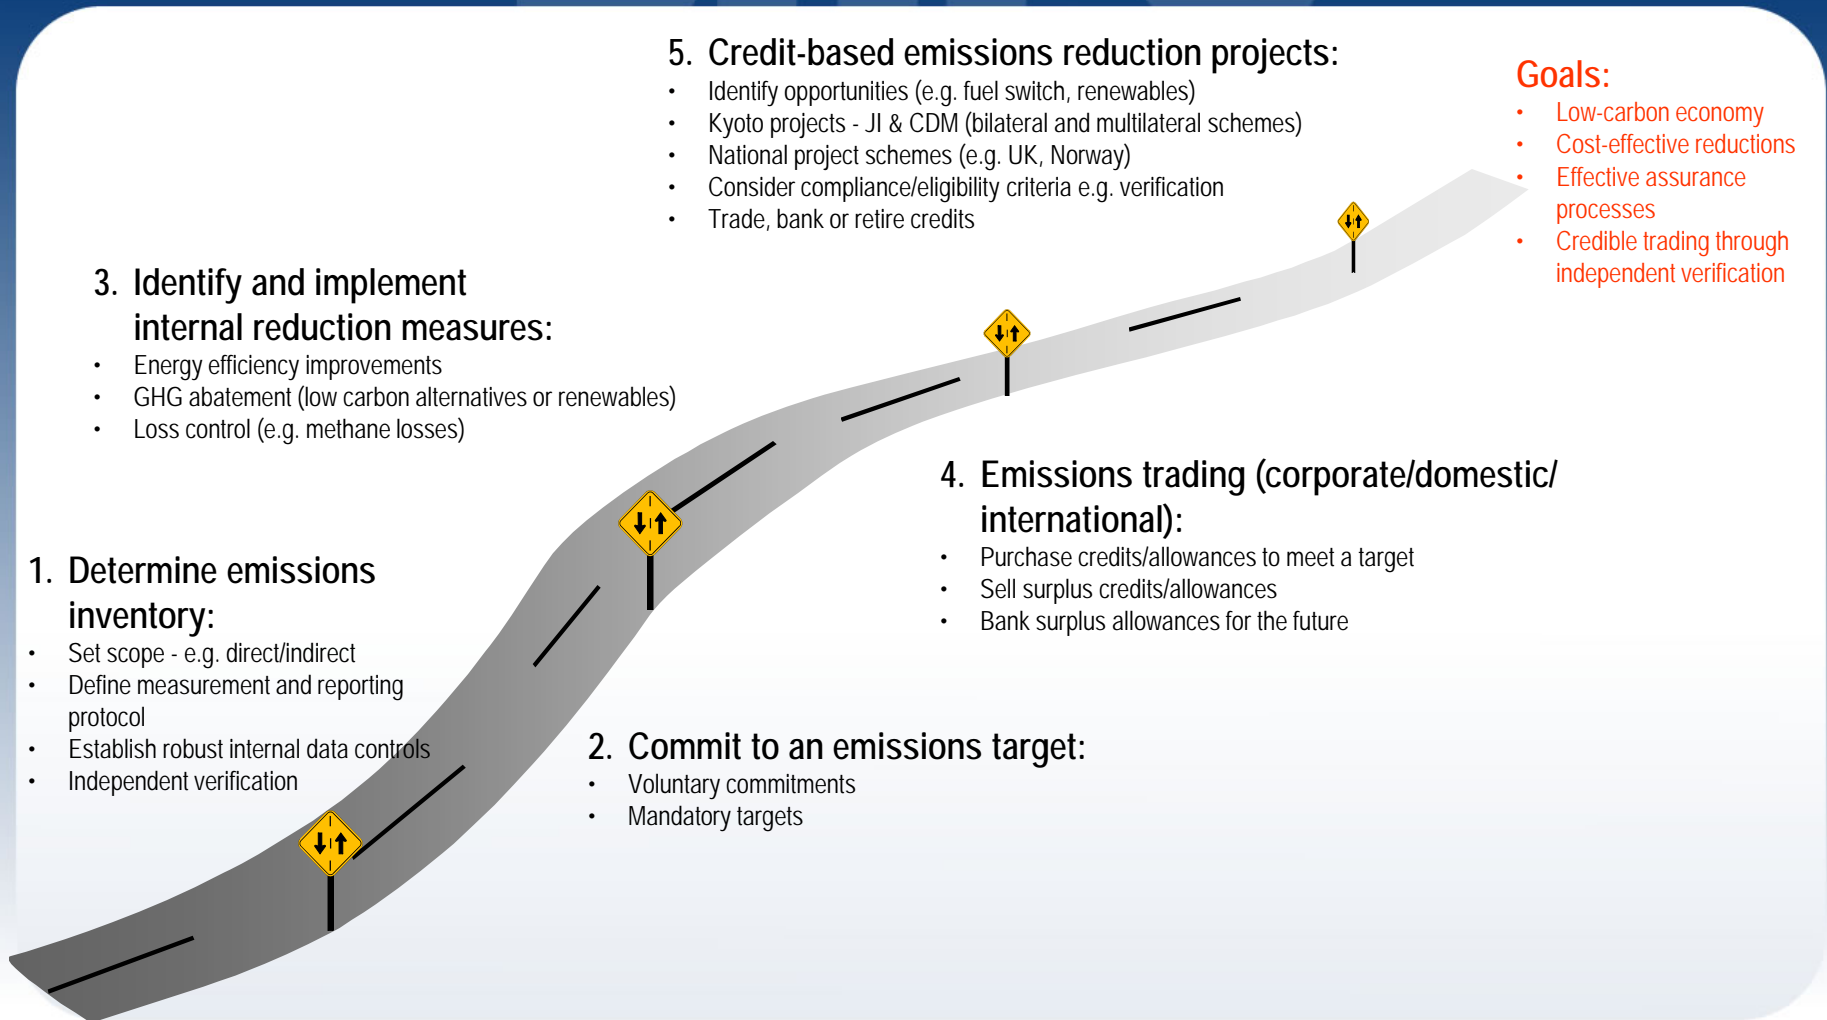 5. Credit-based emissions reduction projects:
• Identify opportunities (e.g. fuel switch, renewables)
• Kyoto projects - JI & CDM (bilateral and multilateral schemes)
• National project schemes (e.g. UK, Norway)
• Consider compliance/eligibility criteria e.g. verification
• Trade, bank or retire credits
Goals:
• Low-carbon economy
• Cost-effective reductions
• Effective assurance
processes
• Credible trading through
independent verification
3. Identify and implement
internal reduction measures:
• Energy efficiency improvements
• GHG abatement (low carbon alternatives or renewables)
• Loss control (e.g. methane losses)
4. Emissions trading (corporate/domestic/
international):
• Purchase credits/allowances to meet a target
• Sell surplus credits/allowances
• Bank surplus allowances for the future
1. Determine emissions
inventory:
• Set scope - e.g. direct/indirect
• Define measurement and reporting
protocol
• Establish robust internal data controls
• Independent verification
2. Commit to an emissions target:
• Voluntary commitments
• Mandatory targets